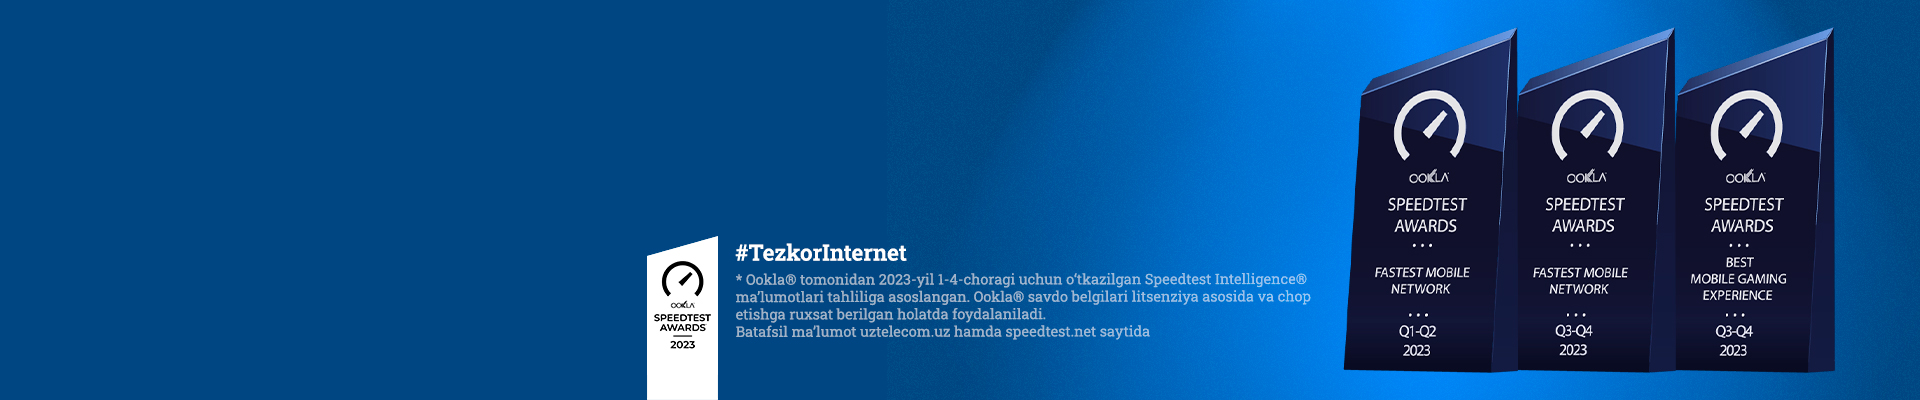 OOKLA
SPEEDTEST
AWARDS
2023
#TezkorInternet
* Ookla® tomonidan 2023-yil 1-4-choragi uchun o‘tkazilgan Speedtest Intelligence®
ma’lumotlari tahliliga asoslangan. Ookla® savdo belgilari litsenziya asosida va chop
etishga ruxsat berilgan holatda foydalaniladi.
Batafsil ma’lumot uztelecom.uz hamda speedtest.net saytida
OOKLA
SPEEDTEST
AWARDS
FASTEST MOBILE
NETWORK
Q1-Q2
2023
OOKLA
SPEEDTEST
AWARDS
FASTEST MOBILE
NETWORK
Q3-Q4
2023
OOKLA
SPEEDTEST
AWARDS
BEST
MOBILE GAMING
EXPERIENCE
Q3-Q4
2023